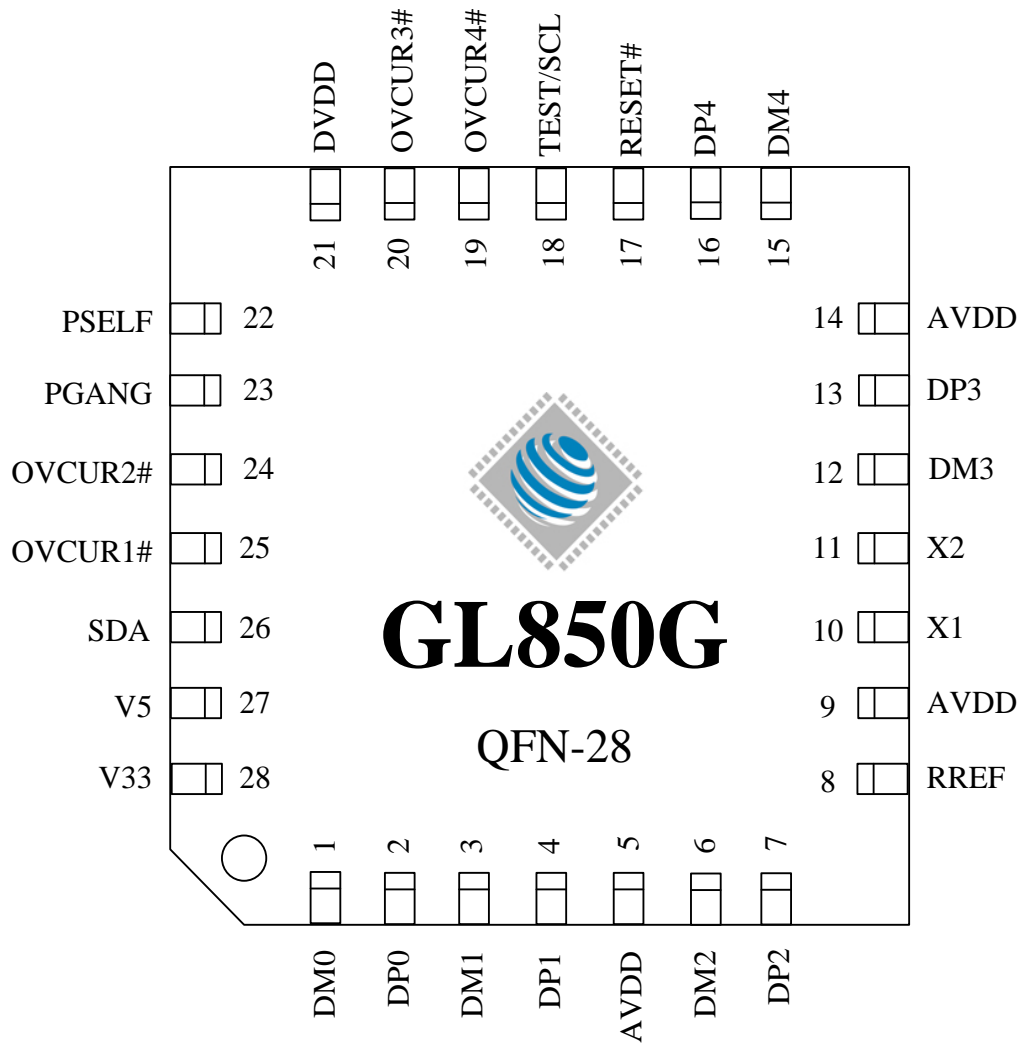 DVDD
OVCUR3#
OVCUR4#
TEST/SCL
RESET#
DP4
DM4
21
20
19
18
17
16
15
PSELF 22
14 AVDD
PGANG 23
13 DP3
OVCUR2# 24
12 DM3
OVCUR1# 25
11 X2
SDA 26
10 X1
V5 27
9 AVDD
V33 28
8 RREF
GL850G
QFN-28
1
2
3
4
5
6
7
DM0
DP0
DM1
DP1
AVDD
DM2
DP2